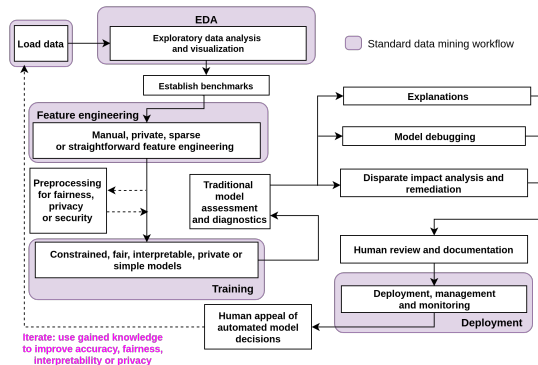 EDA
Load data
Exploratory data analysis
and visualization
Standard data mining workflow
Establish benchmarks
Explanations
Feature engineering
Manual, private, sparse
or straightforward feature engineering
Model debugging
Preprocessing
for fairness,
privacy
or security
Traditional
model
assessment
and diagnostics
Disparate impact analysis and
remediation
Constrained, fair, interpretable, private or
simple models
Training
Human review and documentation
Deployment, management
and monitoring
Deployment
Human appeal of
automated model
decisions
Iterate: use gained knowledge
to improve accuracy, fairness,
interpretability or privacy